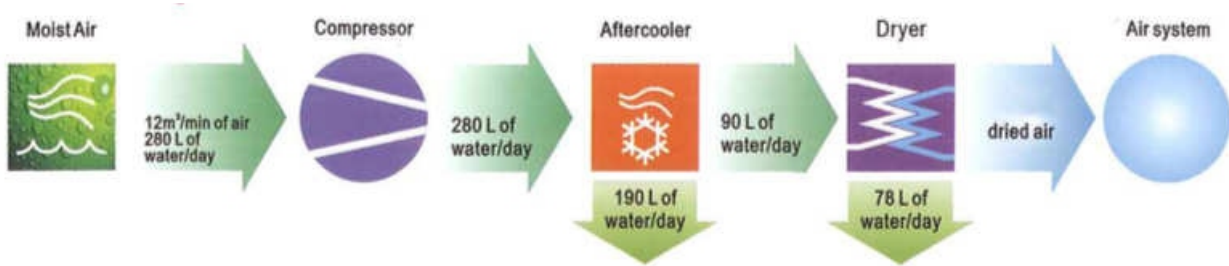 Moist Air
Compressor
Aftercooler
Dryer
Air system
12m³/min of air
280 L of
water/day
280 L of
water/day
90 L of
water/day
dried air
190 L of
water/day
78 L of
water/day